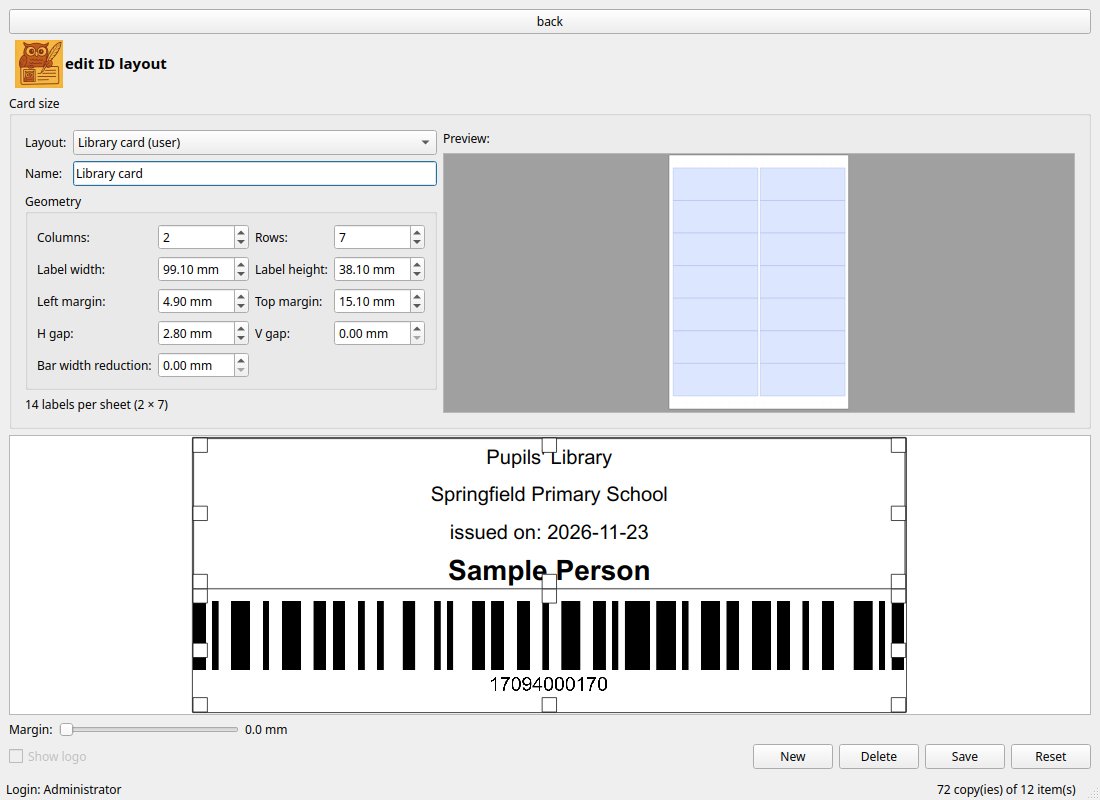 back
edit ID layout
Card size
Layout: Library card (user)
Name: Library card
Geometry
Columns: 2 Rows: 7
Label width: 99.10 mm Label height: 38.10 mm
Left margin: 4.90 mm Top margin: 15.10 mm
H gap: 2.80 mm V gap: 0.00 mm
Bar width reduction: 0.00 mm
14 labels per sheet (2 × 7)
Preview:
Pupils' Library
Springfield Primary School
issued on: 2026-11-23
Sample Person
17094000170
Margin: 0.0 mm
Show logo
New Delete Save Reset
Login: Administrator 72 copy(ies) of 12 item(s)